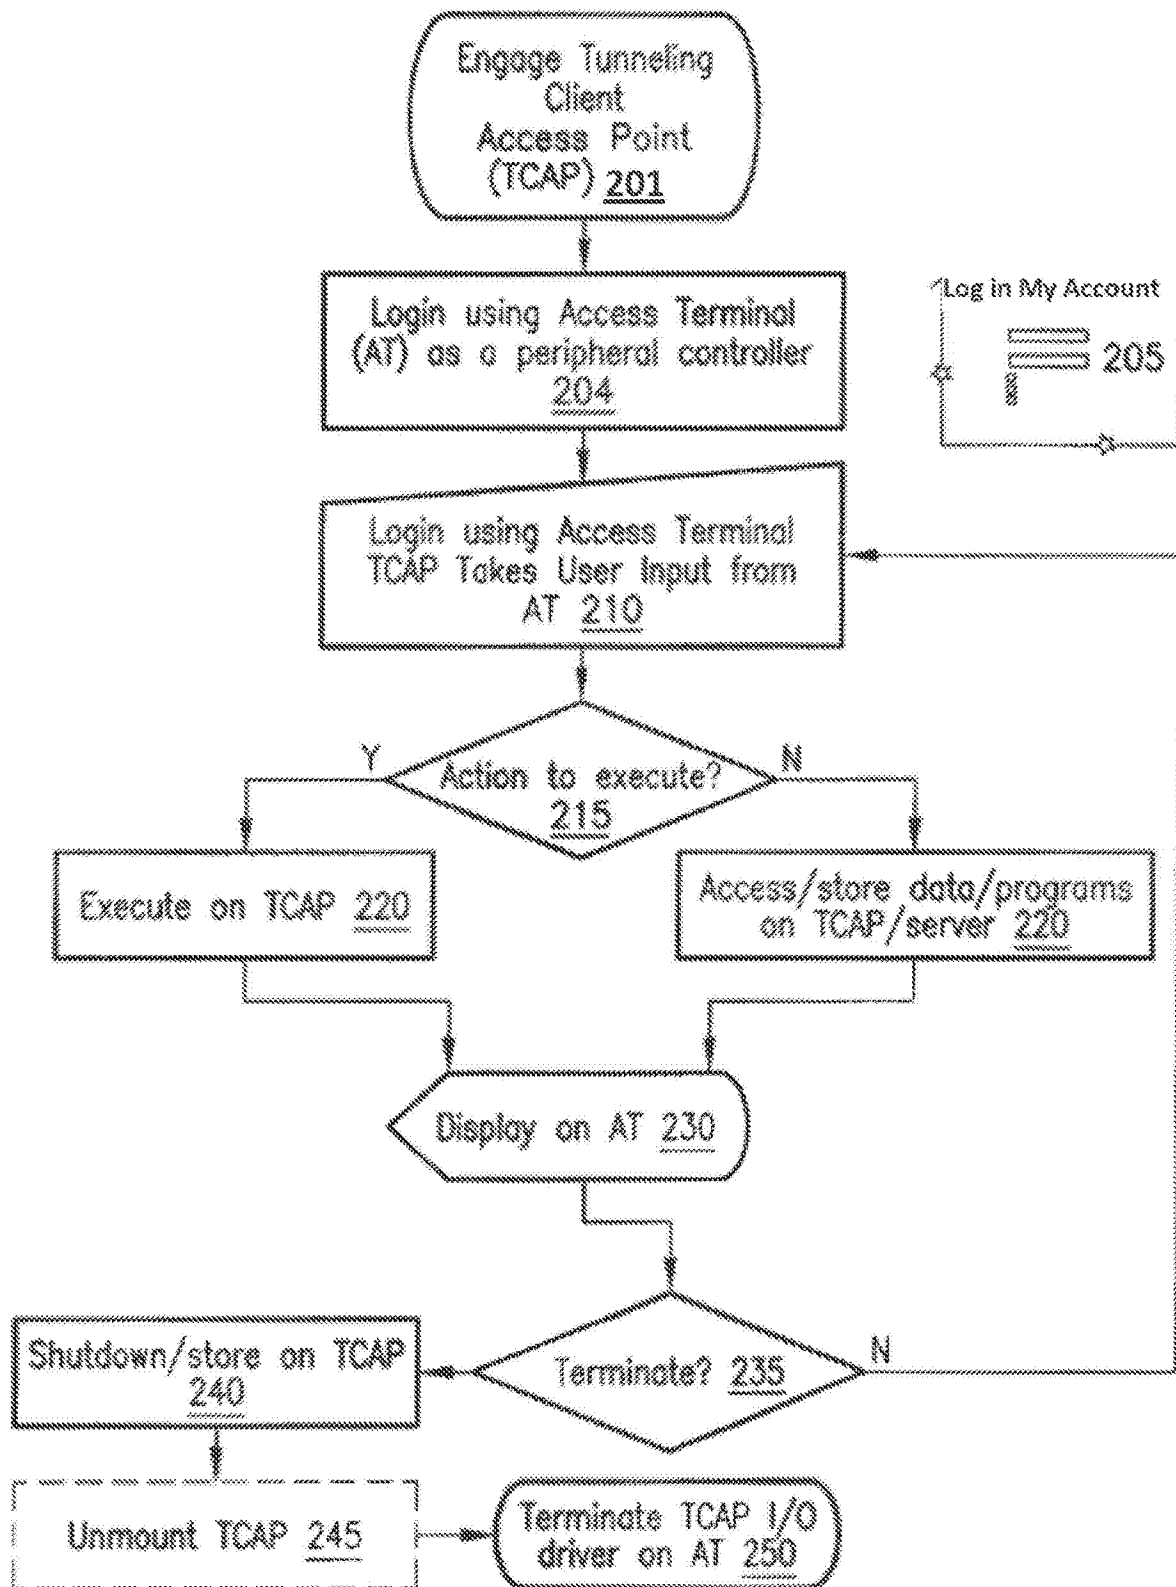 Engage Tunneling
Client
Access Point
(TCAP) 201
Login using Access Terminal
(AT) as a peripheral controller
204
Log in My Account
205
Login using Access Terminal
TCAP Takes User Input from
AT 210
Y
N
Action to execute?
215
Execute on TCAP 220
Access/store data/programs
on TCAP/server 220
Display on AT 230
Shutdown/store on TCAP
240
Terminate? 235
N
Unmount TCAP 245
Terminate TCAP I/O
driver on AT 250